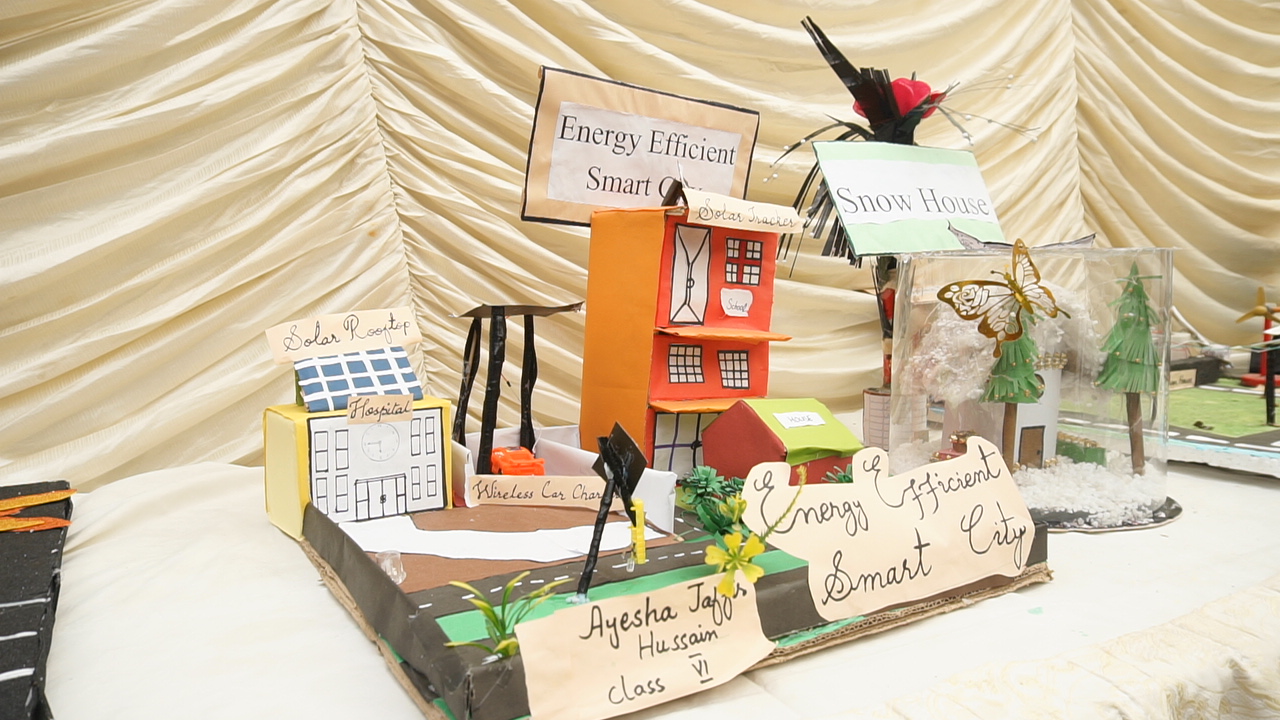 Energy Efficient
Smart
Snow House
Solar Tracker
School
Solar Rooftop
Hospital
House
Wireless Car
Energy Efficient
Smart City
Ayesha
Hussain
class VI